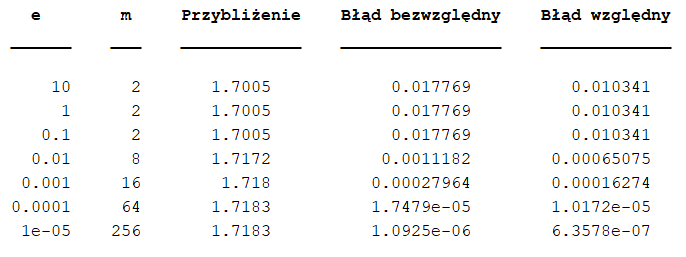 e m Przybliżenie Błąd bezwzględny Błąd względny
10 2 1.7005 0.017769 0.010341
1 2 1.7005 0.017769 0.010341
0.1 2 1.7005 0.017769 0.010341
0.01 8 1.7172 0.0011182 0.00065075
0.001 16 1.718 0.00027964 0.00016274
0.0001 64 1.7183 1.7479e-05 1.0172e-05
1e-05 256 1.7183 1.0925e-06 6.3578e-07